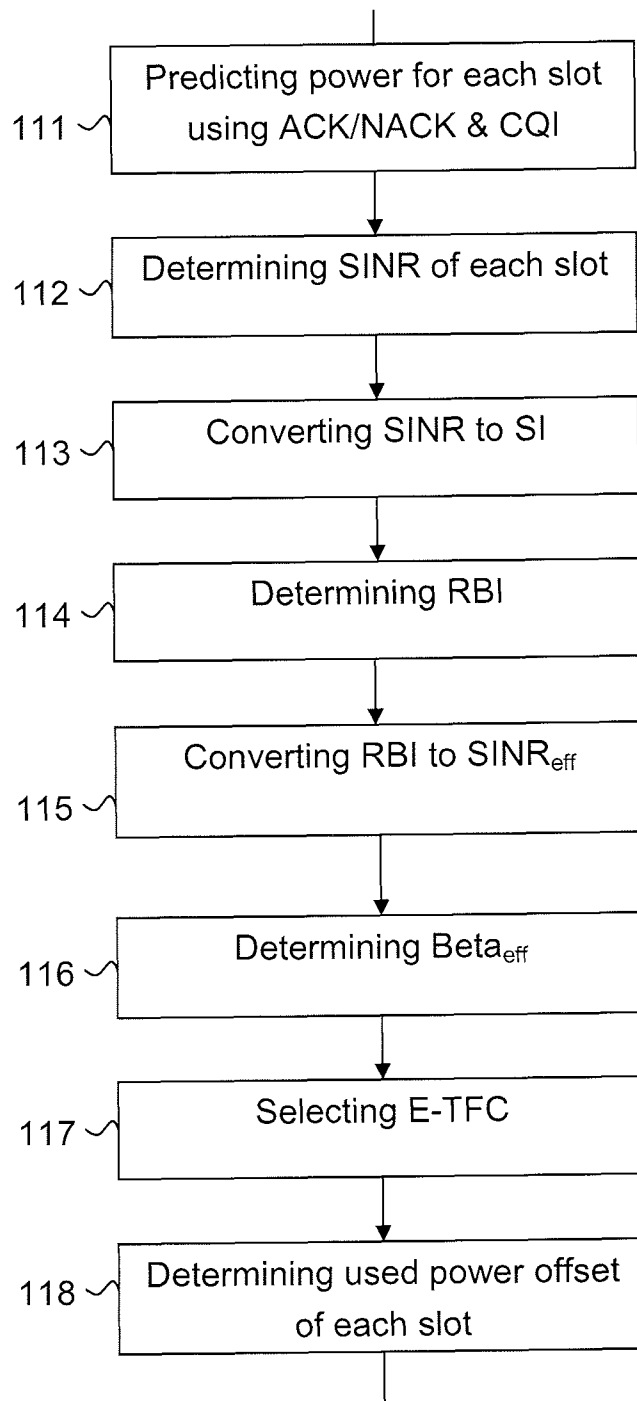 Predicting power for each slot
using ACK/NACK & CQI
111
Determining SINR of each slot
112
Converting SINR to SI
113
Determining RBI
114
Converting RBI to SINReff
115
Determining Betaeff
116
Selecting E-TFC
117
Determining used power offset
of each slot
118